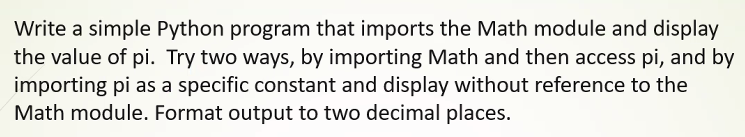 Write a simple Python program that imports the Math module and display
the value of pi.  Try two ways, by importing Math and then access pi, and by
importing pi as a specific constant and display without reference to the
Math module. Format output to two decimal places.